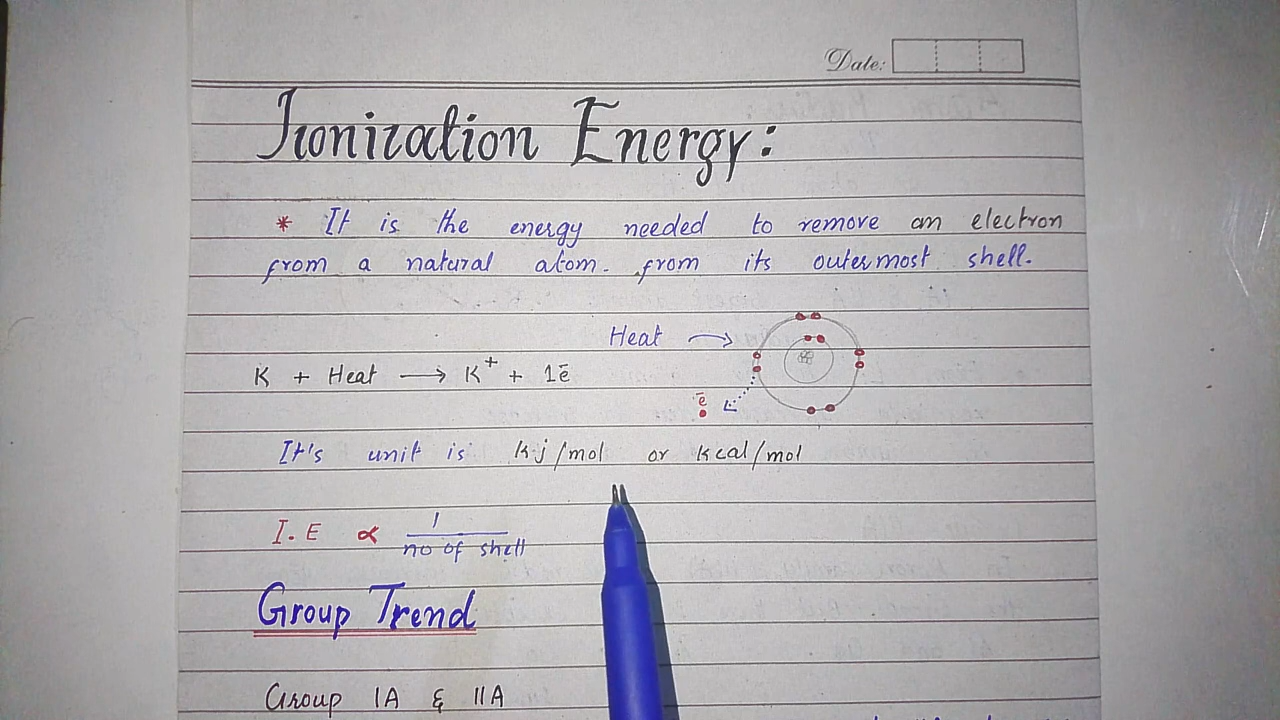 Date:
Ionization Energy:
* It is the energy needed to remove an electron
from a natural atom. from its outermost shell.
Heat →
K + Heat → K⁺ + 1ē
ē
It's unit is kj/mol or kcal/mol
I.E ∝ 1/no of shell
Group Trend
Group IA & IIA